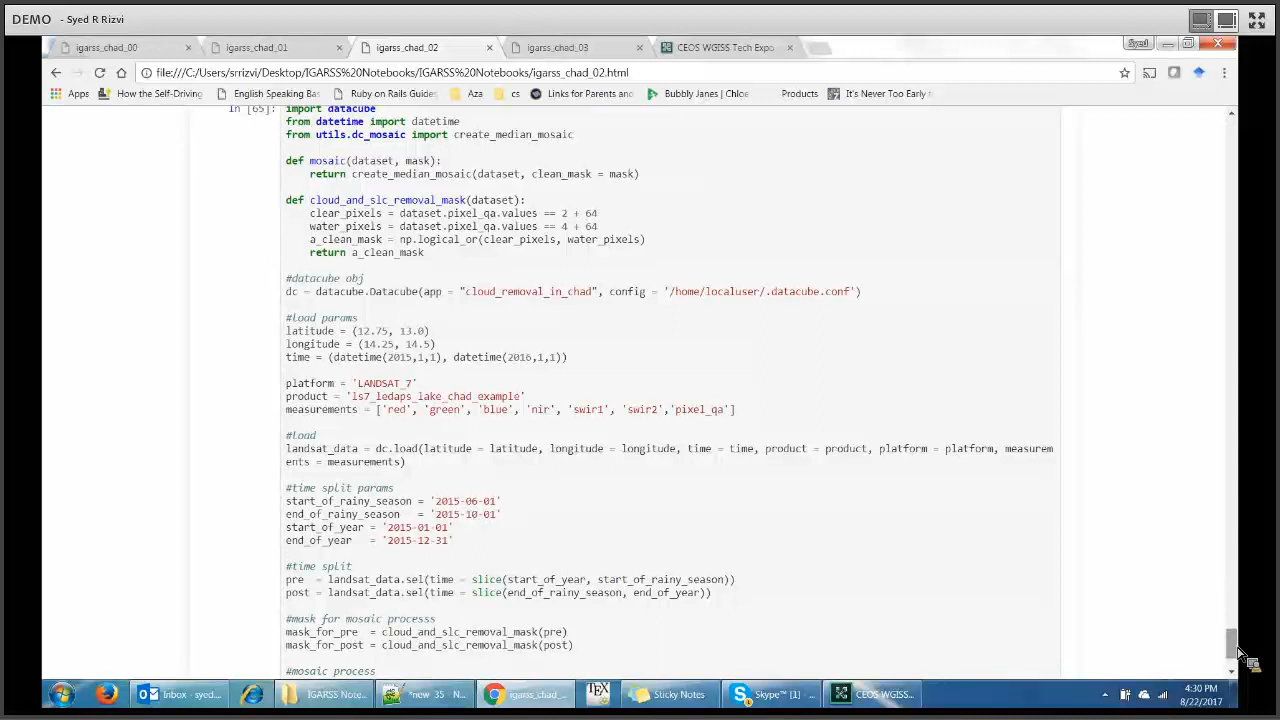 DEMO - Syed R Rizvi
igarss_chad_00
igarss_chad_01
igarss_chad_02
igarss_chad_03
CEOS WGISS Tech Expo
Syed
file:///C:/Users/srrizvi/Desktop/IGARSS%20Notebooks/IGARSS%20Notebooks/igarss_chad_02.html
Apps
How the Self-Driving
English Speaking Bas
Ruby on Rails Guides
Aza
cs
Links for Parents and
Bubbly Janes | Chloe
Products
It's Never Too Early
In [65]:
import datacube
from datetime import datetime
from utils.dc_mosaic import create_median_mosaic
def mosaic(dataset, mask):
return create_median_mosaic(dataset, clean_mask = mask)
def cloud_and_slc_removal_mask(dataset):
clear_pixels = dataset.pixel_qa.values == 2 + 64
water_pixels = dataset.pixel_qa.values == 4 + 64
a_clean_mask = np.logical_or(clear_pixels, water_pixels)
return a_clean_mask
#datacube obj
dc = datacube.Datacube(app = "cloud_removal_in_chad", config = '/home/localuser/.datacube.conf')
#Load params
latitude = (12.75, 13.0)
longitude = (14.25, 14.5)
time = (datetime(2015,1,1), datetime(2016,1,1))
platform = 'LANDSAT_7'
product = 'ls7_ledaps_lake_chad_example'
measurements = ['red', 'green', 'blue', 'nir', 'swir1', 'swir2','pixel_qa']
#Load
landsat_data = dc.load(latitude = latitude, longitude = longitude, time = time, product = product, platform = platform, measurem
ents = measurements)
#time split params
start_of_rainy_season = '2015-06-01'
end_of_rainy_season = '2015-10-01'
start_of_year = '2015-01-01'
end_of_year = '2015-12-31'
#time split
pre = landsat_data.sel(time = slice(start_of_year, start_of_rainy_season))
post = landsat_data.sel(time = slice(end_of_rainy_season, end_of_year))
#mask for mosaic processs
mask_for_pre = cloud_and_slc_removal_mask(pre)
mask_for_post = cloud_and_slc_removal_mask(post)
#mosaic process
Inbox - syed...
IGARSS Note...
*new 35 - N...
igarss_chad_...
TEX
Sticky Notes
Skype™ [1] - ...
CEOS WGISS...
4:30 PM
8/22/2017